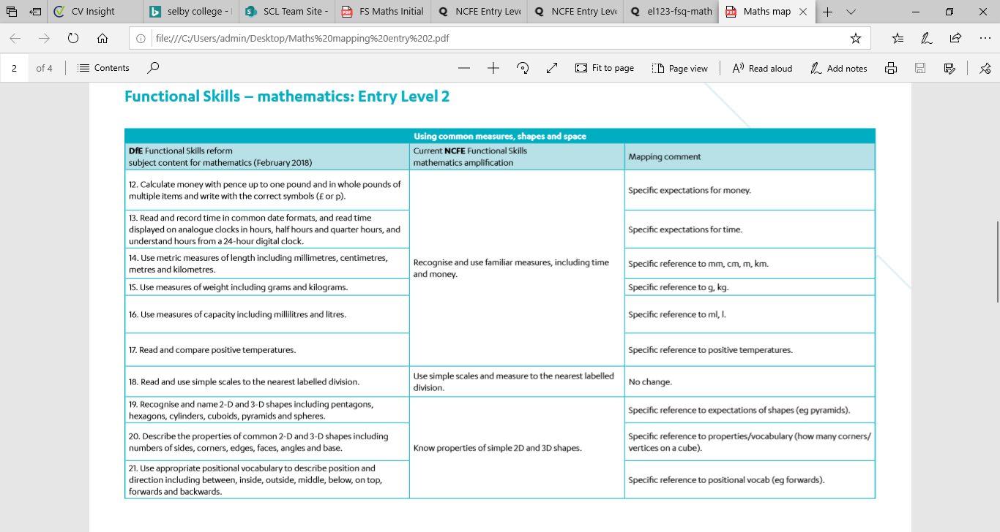 CV Insight
selby college -
SCL Team Site -
FS Maths Initial
NCFE Entry Leve
NCFE Entry Leve
el123-fsq-math
Maths map
file:///C:/Users/admin/Desktop/Maths%20mapping%20entry%202.pdf
2 of 4
Contents
Fit to page
Page view
Read aloud
Add notes
Functional Skills – mathematics: Entry Level 2
Using common measures, shapes and space
DfE Functional Skills reform
subject content for mathematics (February 2018)
Current NCFE Functional Skills
mathematics amplification
Mapping comment
12. Calculate money with pence up to one pound and in whole pounds of
multiple items and write with the correct symbols (£ or p).
Specific expectations for money.
13. Read and record time in common date formats, and read time
displayed on analogue clocks in hours, half hours and quarter hours, and
understand hours from a 24-hour digital clock.
Specific expectations for time.
14. Use metric measures of length including millimetres, centimetres,
metres and kilometres.
Recognise and use familiar measures, including time
and money.
Specific reference to mm, cm, m, km.
15. Use measures of weight including grams and kilograms.
Specific reference to g, kg.
16. Use measures of capacity including millilitres and litres.
Specific reference to ml, l.
17. Read and compare positive temperatures.
Specific reference to positive temperatures.
18. Read and use simple scales to the nearest labelled division.
Use simple scales and measure to the nearest labelled
division.
No change.
19. Recognise and name 2-D and 3-D shapes including pentagons,
hexagons, cylinders, cuboids, pyramids and spheres.
Specific reference to expectations of shapes (eg pyramids).
20. Describe the properties of common 2-D and 3-D shapes including
numbers of sides, corners, edges, faces, angles and base.
Know properties of simple 2D and 3D shapes.
Specific reference to properties/vocabulary (how many corners/
vertices on a cube).
21. Use appropriate positional vocabulary to describe position and
direction including between, inside, outside, middle, below, on top,
forwards and backwards.
Specific reference to positional vocab (eg forwards).